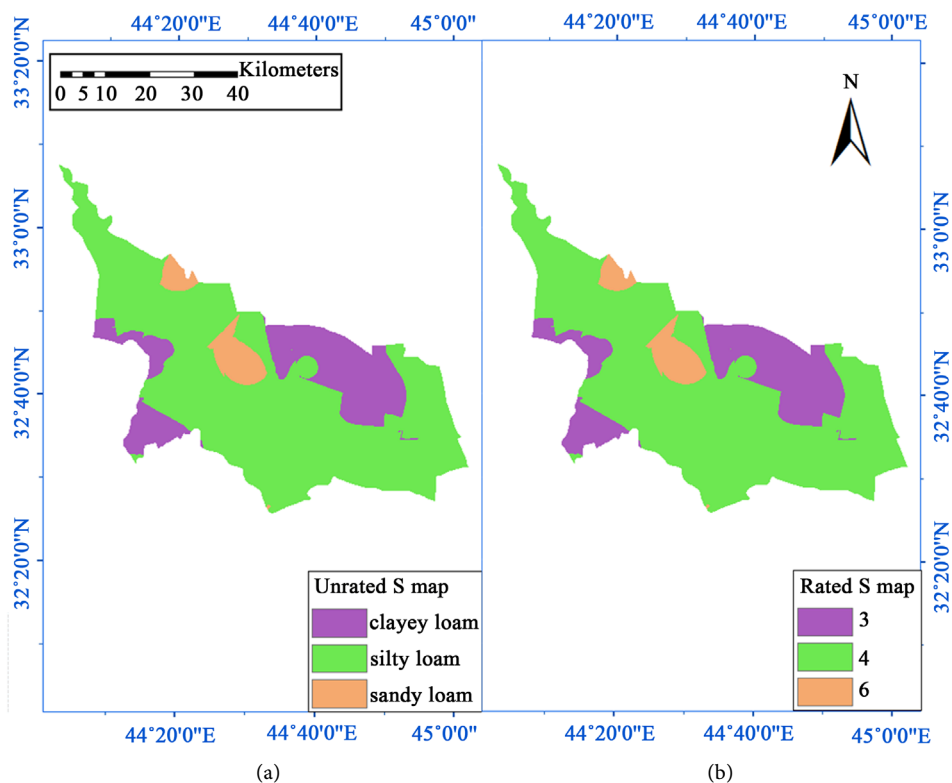 44°20'0"E 44°40'0"E 45°0'0"E
44°20'0"E 44°40'0"E 45°0'0"E
33°20'0"N
33°0'0"N
32°40'0"N
32°20'0"N
Kilometers
0 5 10 20 30 40
N
33°0'0"N
32°40'0"N
32°20'0"N
Unrated S map
clayey loam
silty loam
sandy loam
Rated S map
3
4
6
44°20'0"E 44°40'0"E 45°0'0"E
44°20'0"E 44°40'0"E 45°0'0"E
(a)
(b)